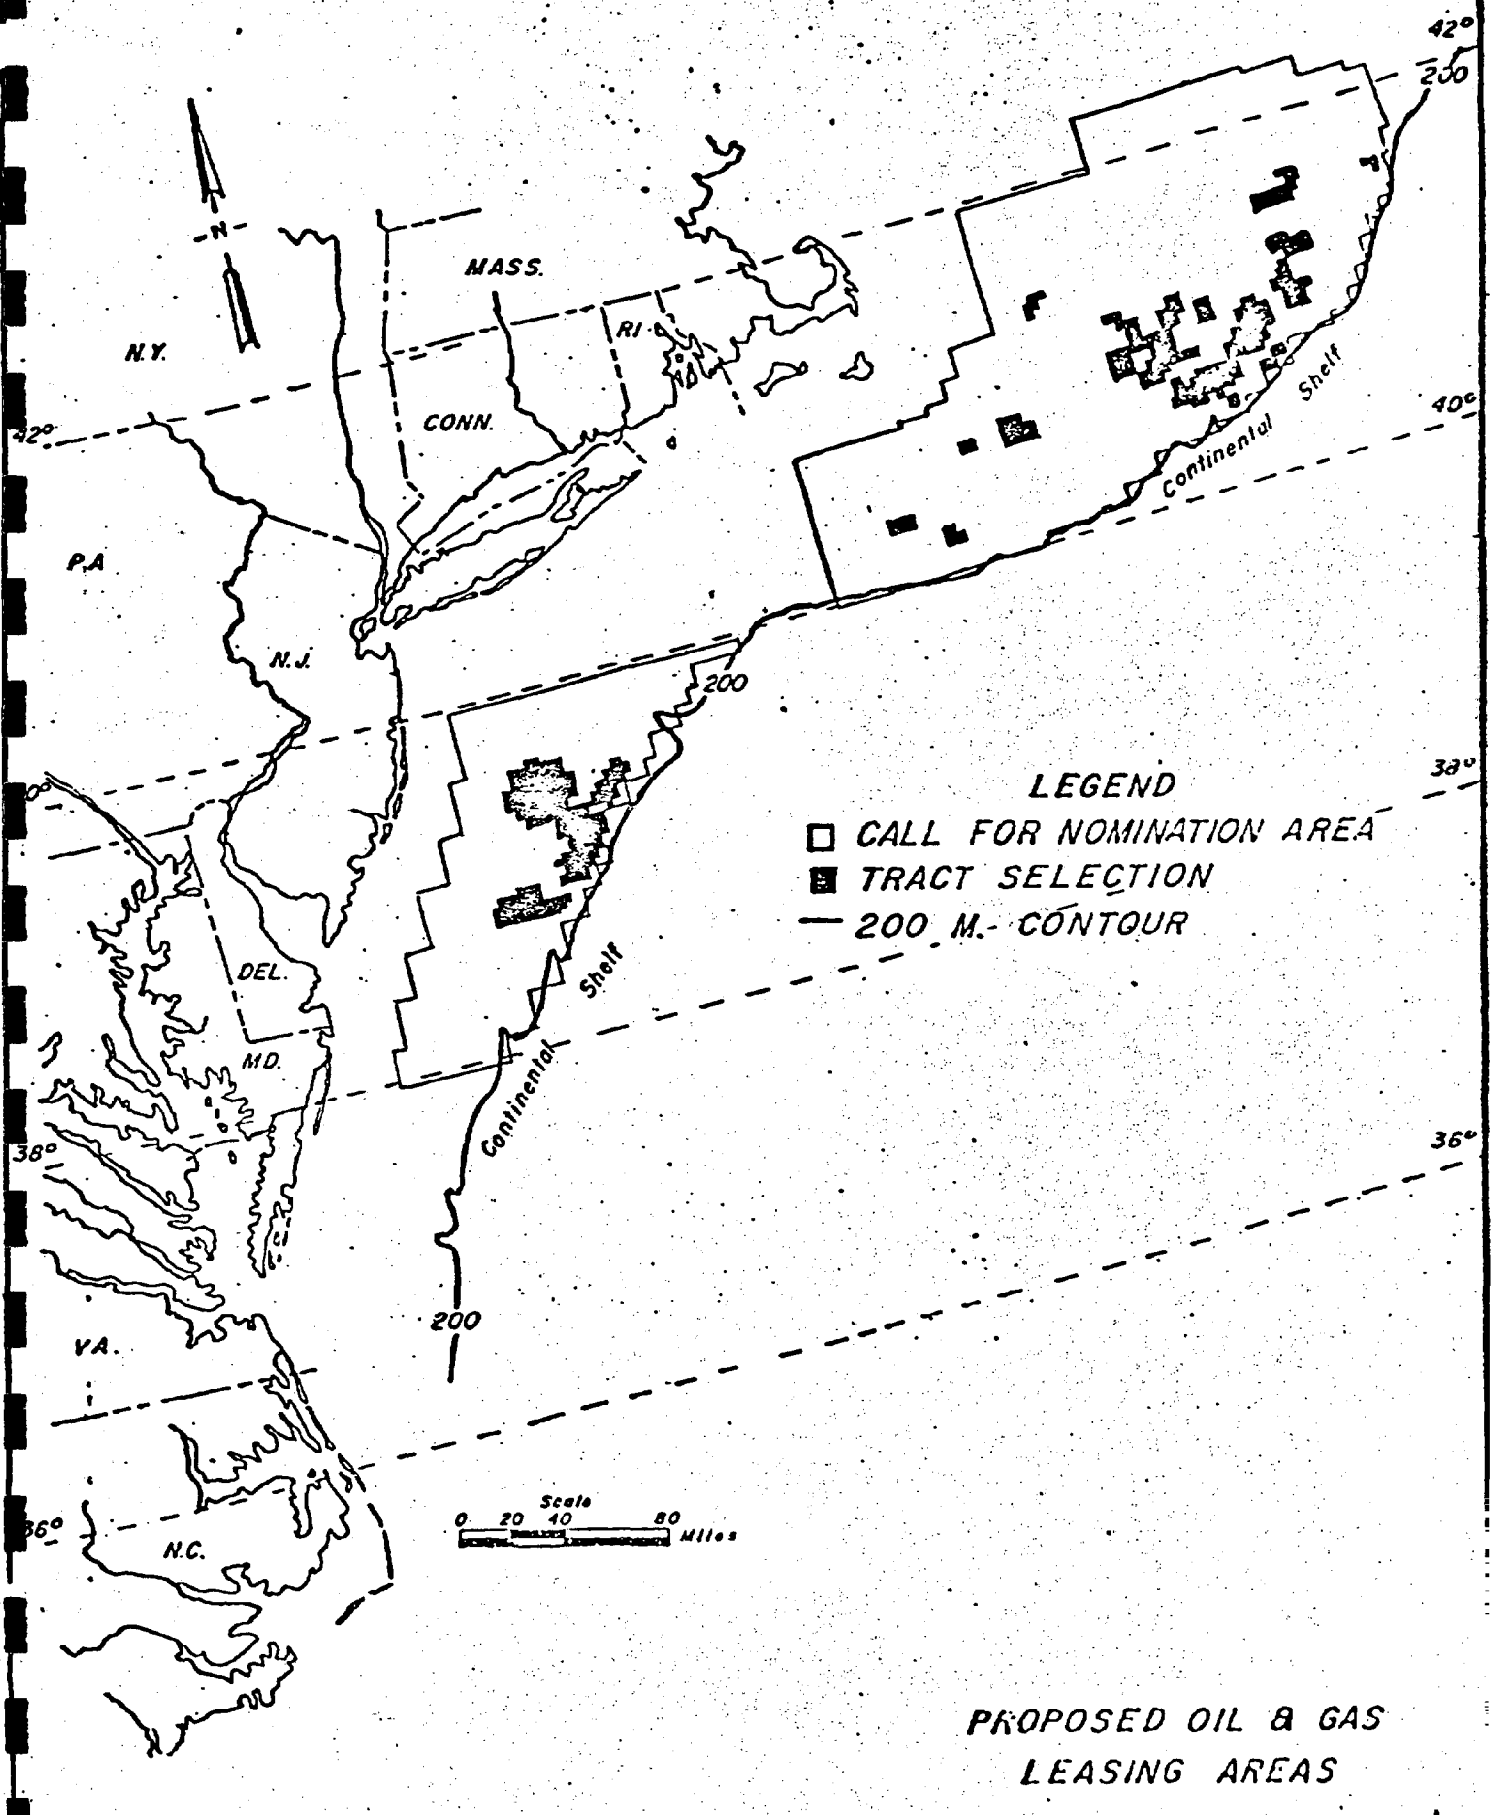 42°
200
N
MASS.
N.Y.
RI
CONN.
42°
Continental Shelf
40°
P.A
N.J.
200
38°
LEGEND
CALL FOR NOMINATION AREA
TRACT SELECTION
200 M. CONTOUR
DEL.
Continental Shelf
M.D.
38°
36°
200
VA.
Scale
0 20 40 80 Miles
36°
N.C.
PROPOSED OIL & GAS
LEASING AREAS